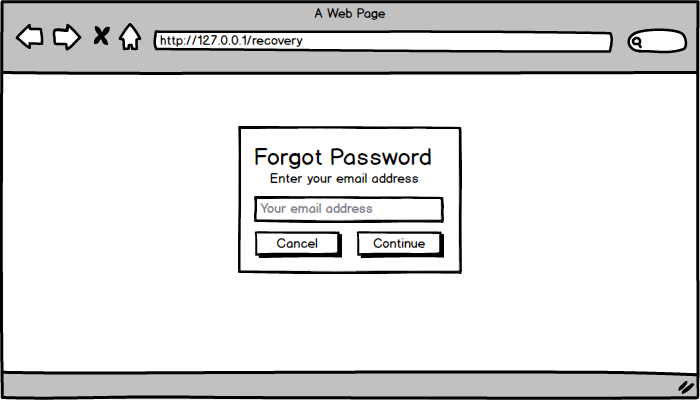 A Web Page
http://127.0.0.1/recovery
Forgot Password
Enter your email address
Your email address
Cancel
Continue